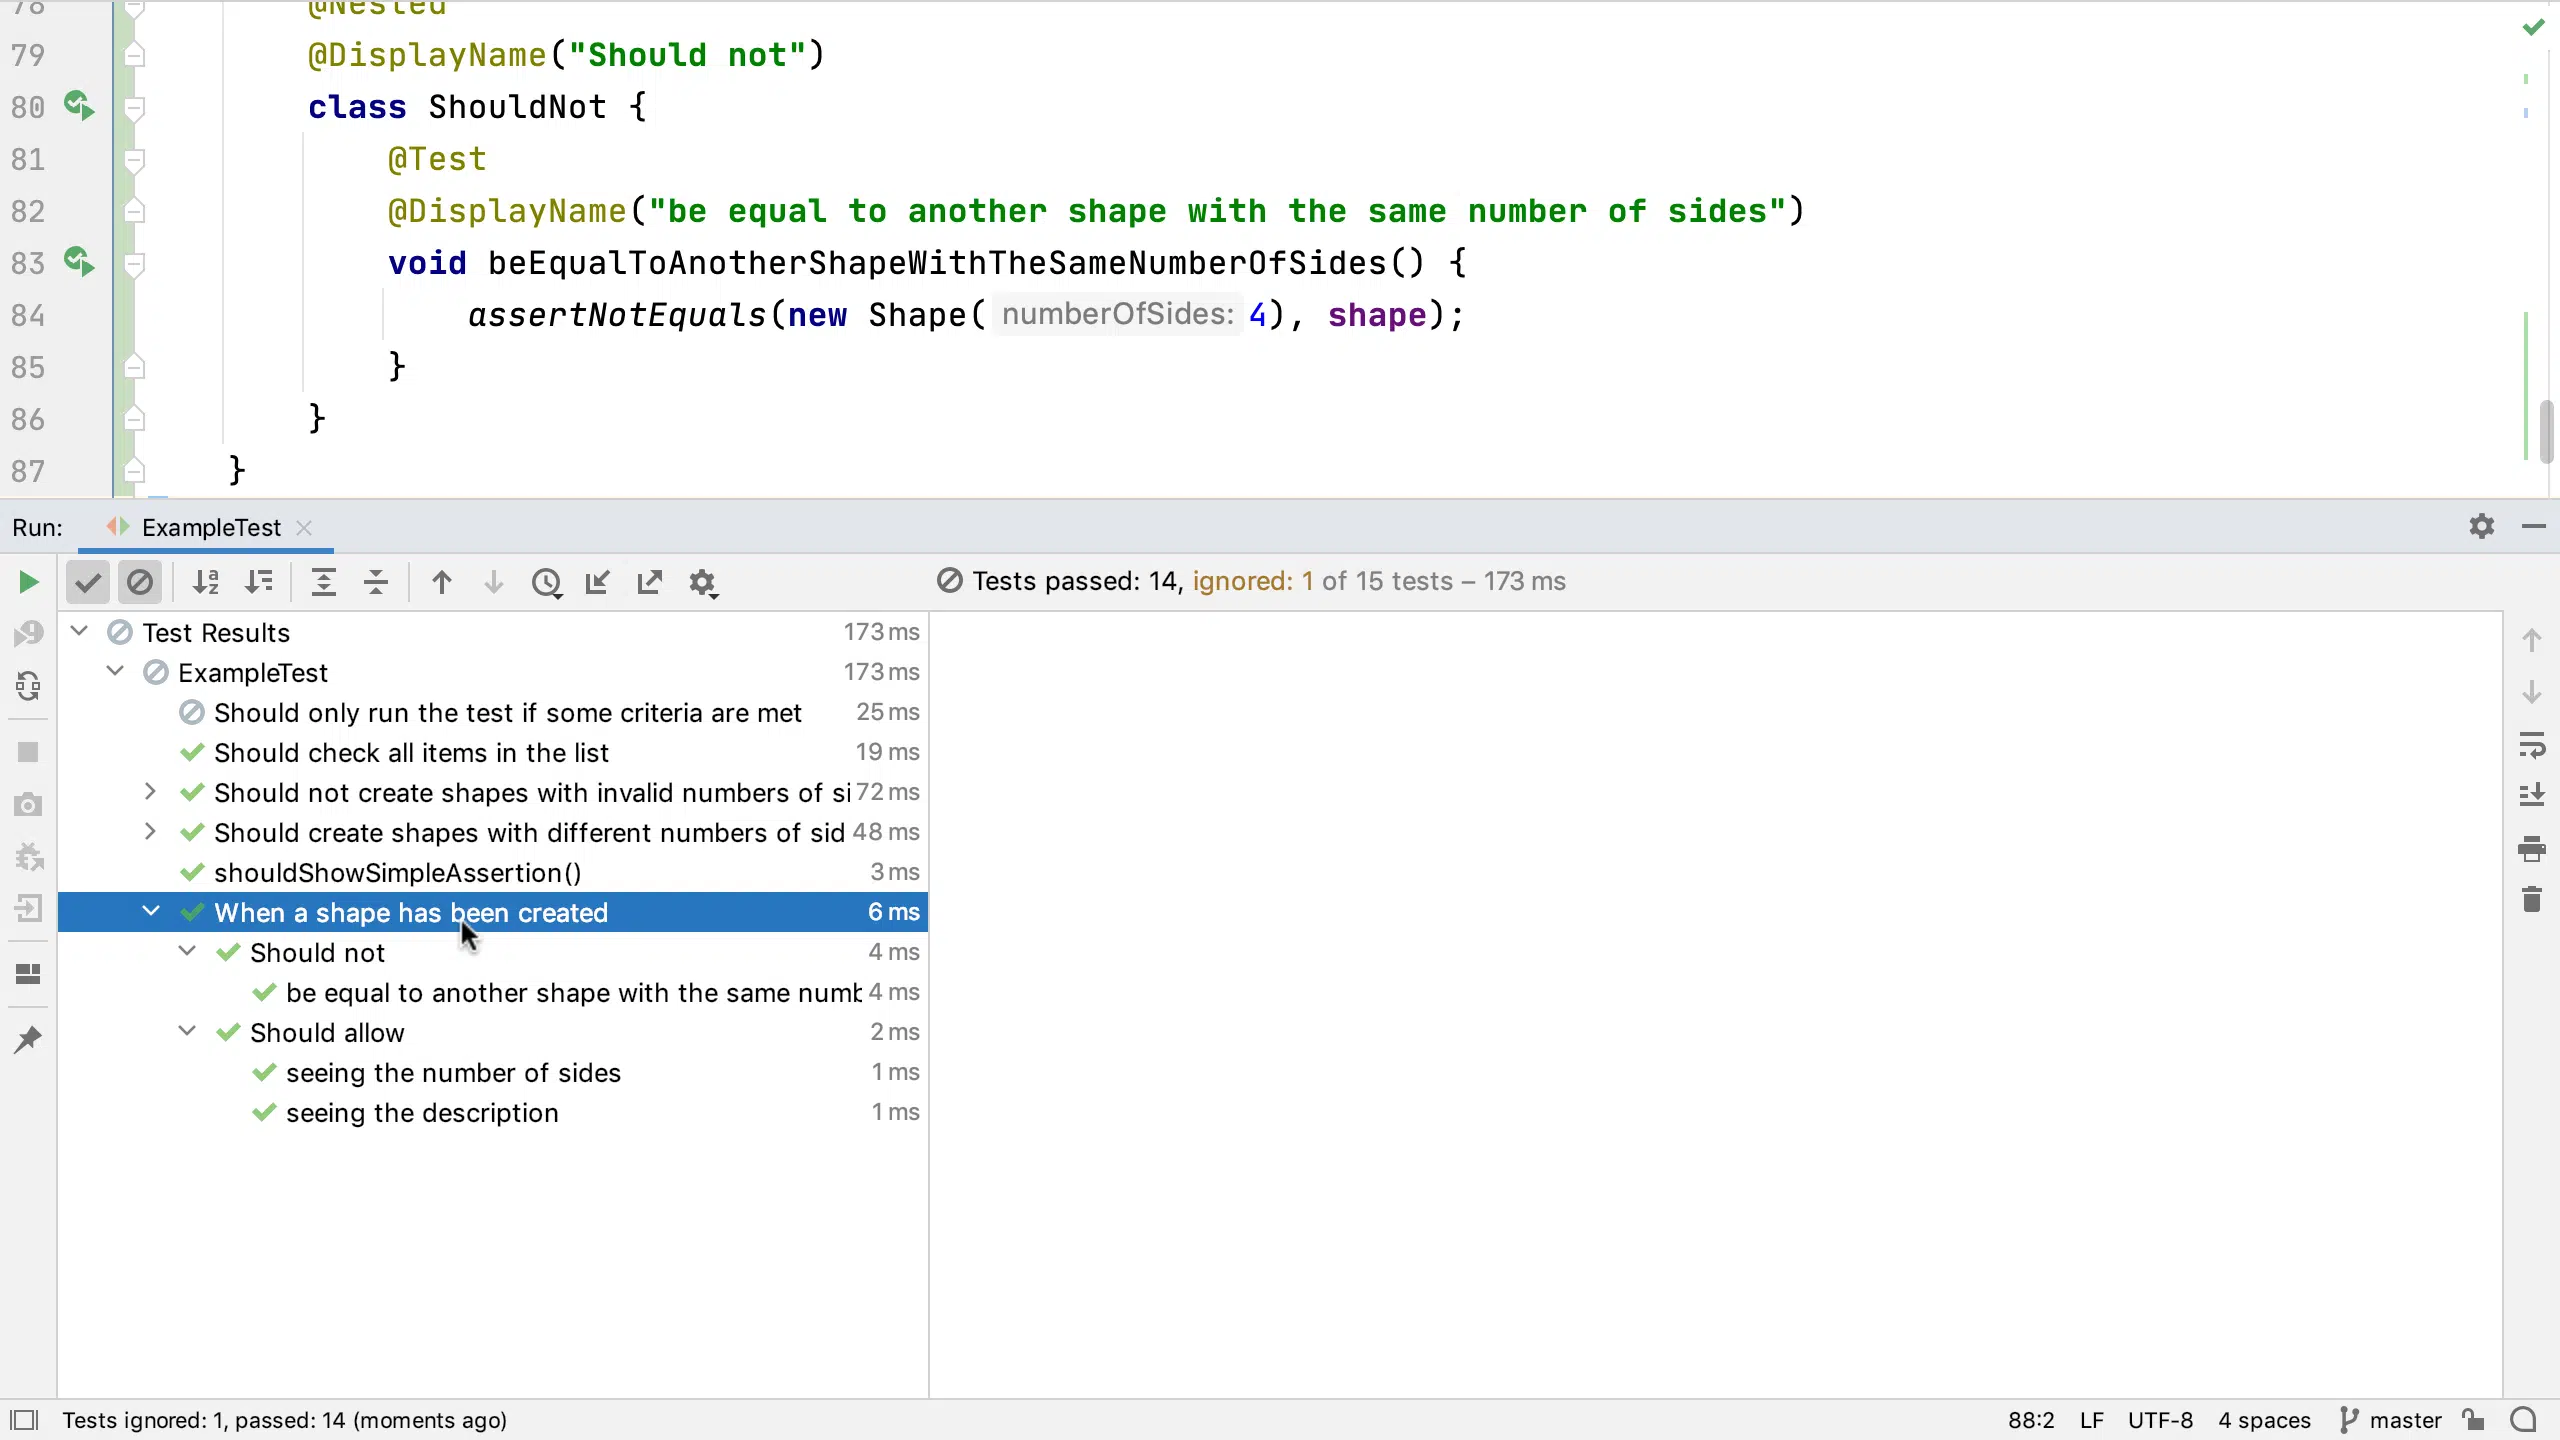 78 @Nested
79 @DisplayName("Should not")
80 class ShouldNot {
81 @Test
82 @DisplayName("be equal to another shape with the same number of sides")
83 void beEqualToAnotherShapeWithTheSameNumberOfSides() {
84 assertNotEquals(new Shape( numberOfSides: 4), shape);
85 }
86 }
87 }
Run: ExampleTest
Tests passed: 14, ignored: 1 of 15 tests – 173 ms
Test Results 173 ms
ExampleTest 173 ms
Should only run the test if some criteria are met 25 ms
Should check all items in the list 19 ms
Should not create shapes with invalid numbers of si 72 ms
Should create shapes with different numbers of sid 48 ms
shouldShowSimpleAssertion() 3 ms
When a shape has been created 6 ms
Should not 4 ms
be equal to another shape with the same numb 4 ms
Should allow 2 ms
seeing the number of sides 1 ms
seeing the description 1 ms
Tests ignored: 1, passed: 14 (moments ago) 88:2 LF UTF-8 4 spaces master